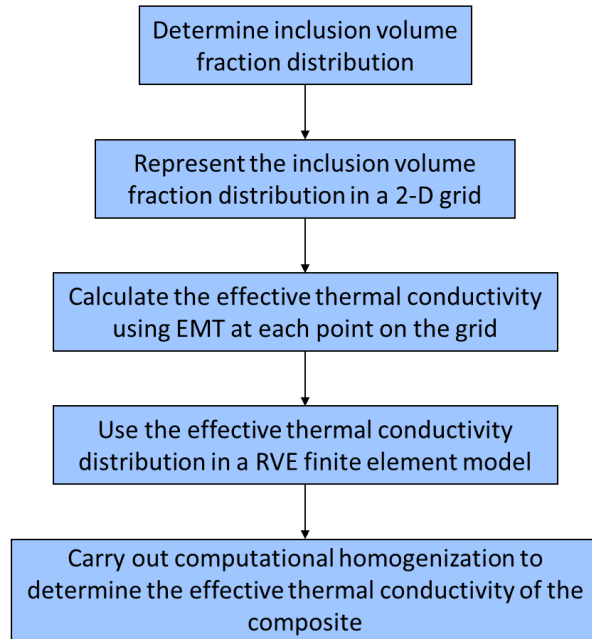 Determine inclusion volume
fraction distribution
Represent the inclusion volume
fraction distribution in a 2-D grid
Calculate the effective thermal conductivity
using EMT at each point on the grid
Use the effective thermal conductivity
distribution in a RVE finite element model
Carry out computational homogenization to
determine the effective thermal conductivity of the
composite